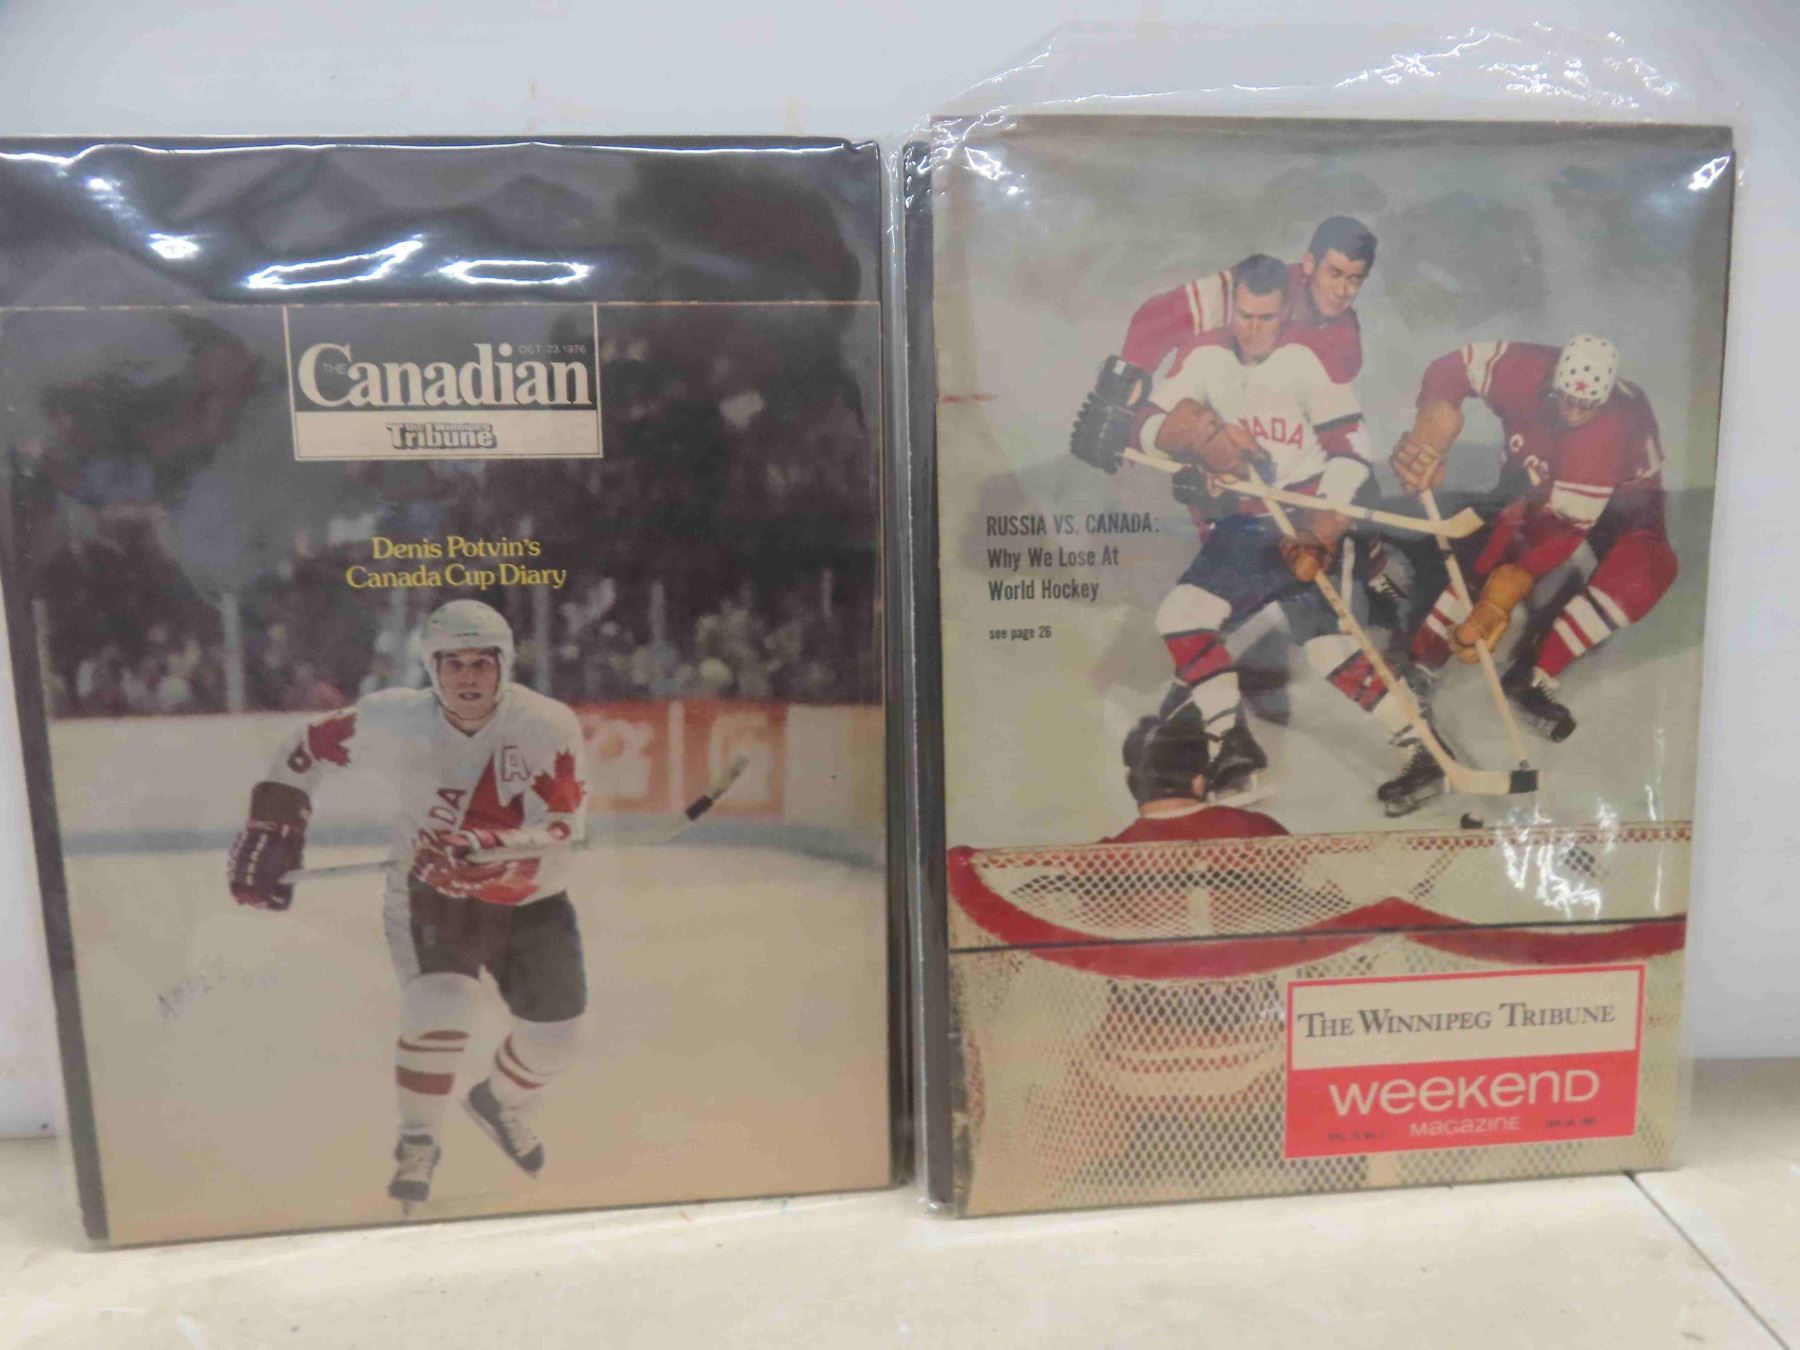 THE Canadian OCT. 23, 1976
The Winnipeg
Tribune
Denis Potvin's
Canada Cup Diary
A
RUSSIA VS. CANADA:
Why We Lose At
World Hockey
see page 26
THE WINNIPEG TRIBUNE
WEEKEND
MAGAZINE